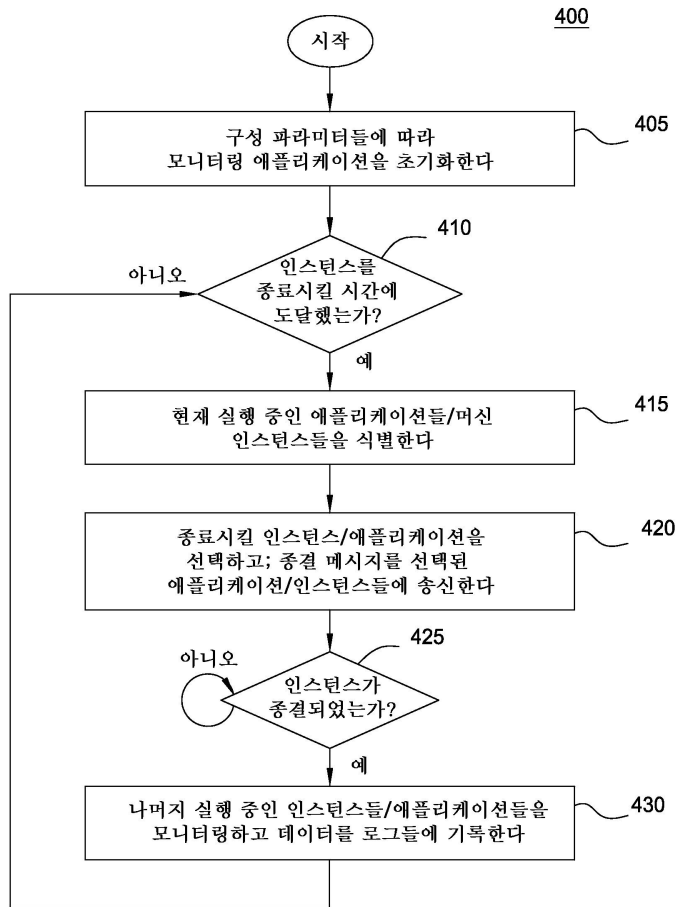 400
시작
구성 파라미터들에 따라
모니터링 애플리케이션을 초기화한다
405
410
아니오
인스턴스를
종료시킬 시간에
도달했는가?
예
현재 실행 중인 애플리케이션들/머신
인스턴스들을 식별한다
415
종료시킬 인스턴스/애플리케이션을
선택하고; 종결 메시지를 선택된
애플리케이션/인스턴스들에 송신한다
420
425
아니오
인스턴스가
종결되었는가?
예
나머지 실행 중인 인스턴스들/애플리케이션들을
모니터링하고 데이터를 로그들에 기록한다
430